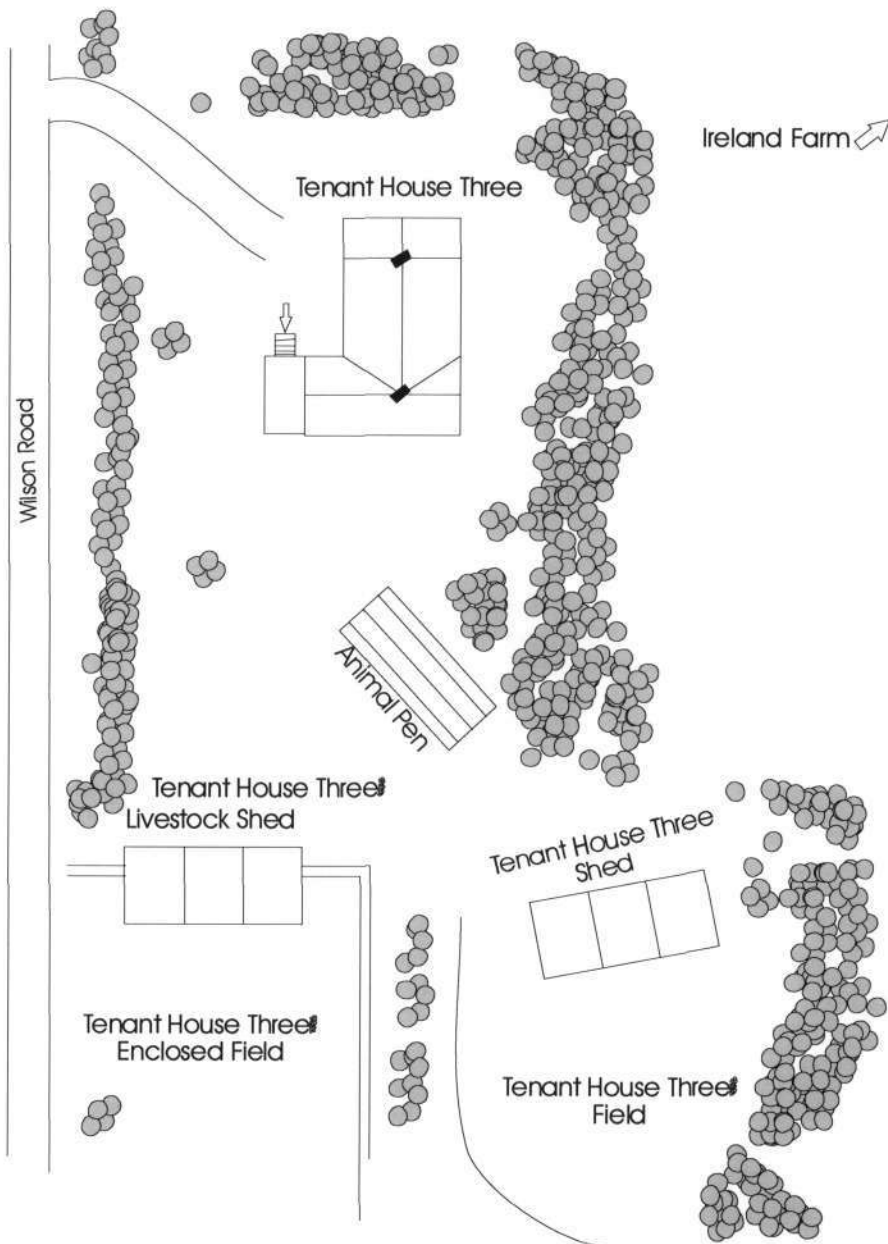 Ireland Farm
Tenant House Three
Wilson Road
Animal Pen
Tenant House Three
Livestock Shed
Tenant House Three
Shed
Tenant House Three
Enclosed Field
Tenant House Three
Field